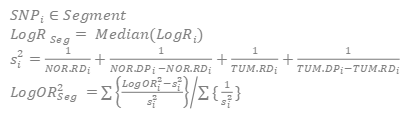 SNP_i ∈ Segment
LogR_Seg = Median(LogR_i)
s_i^2 = 1/NOR.RD_i + 1/NOR.DP_i−NOR.RD_i + 1/TUM.RD_i + 1/TUM.DP_i−TUM.RD_i
LogOR_Seg^2 = Σ{LogOR_i^2−s_i^2/s_i^2}/Σ{1/s_i^2}